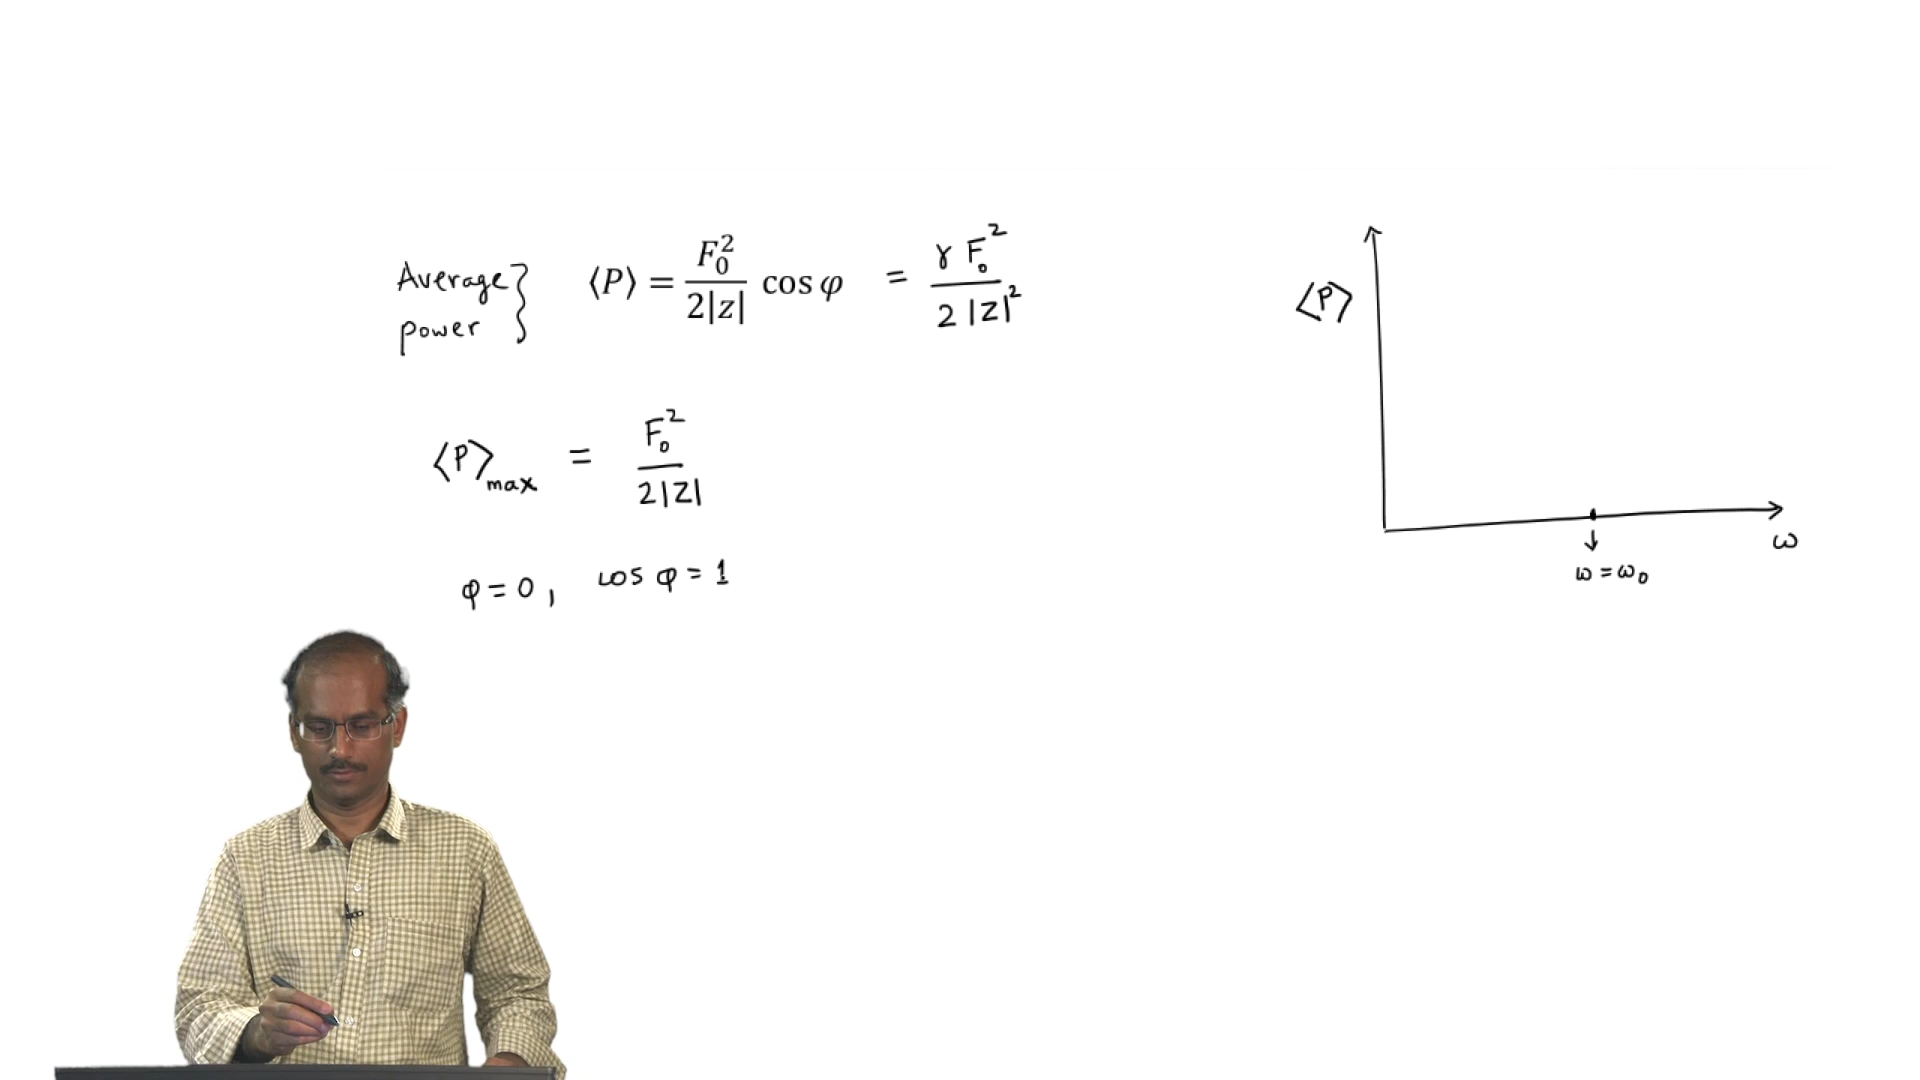 Average power } ⟨P⟩ = F₀² / 2|z| cos φ = γ F₀² / 2 |Z|²
⟨P⟩max = F₀² / 2|Z|
φ = 0, cos φ = 1
⟨P⟩
ω
ω = ω₀